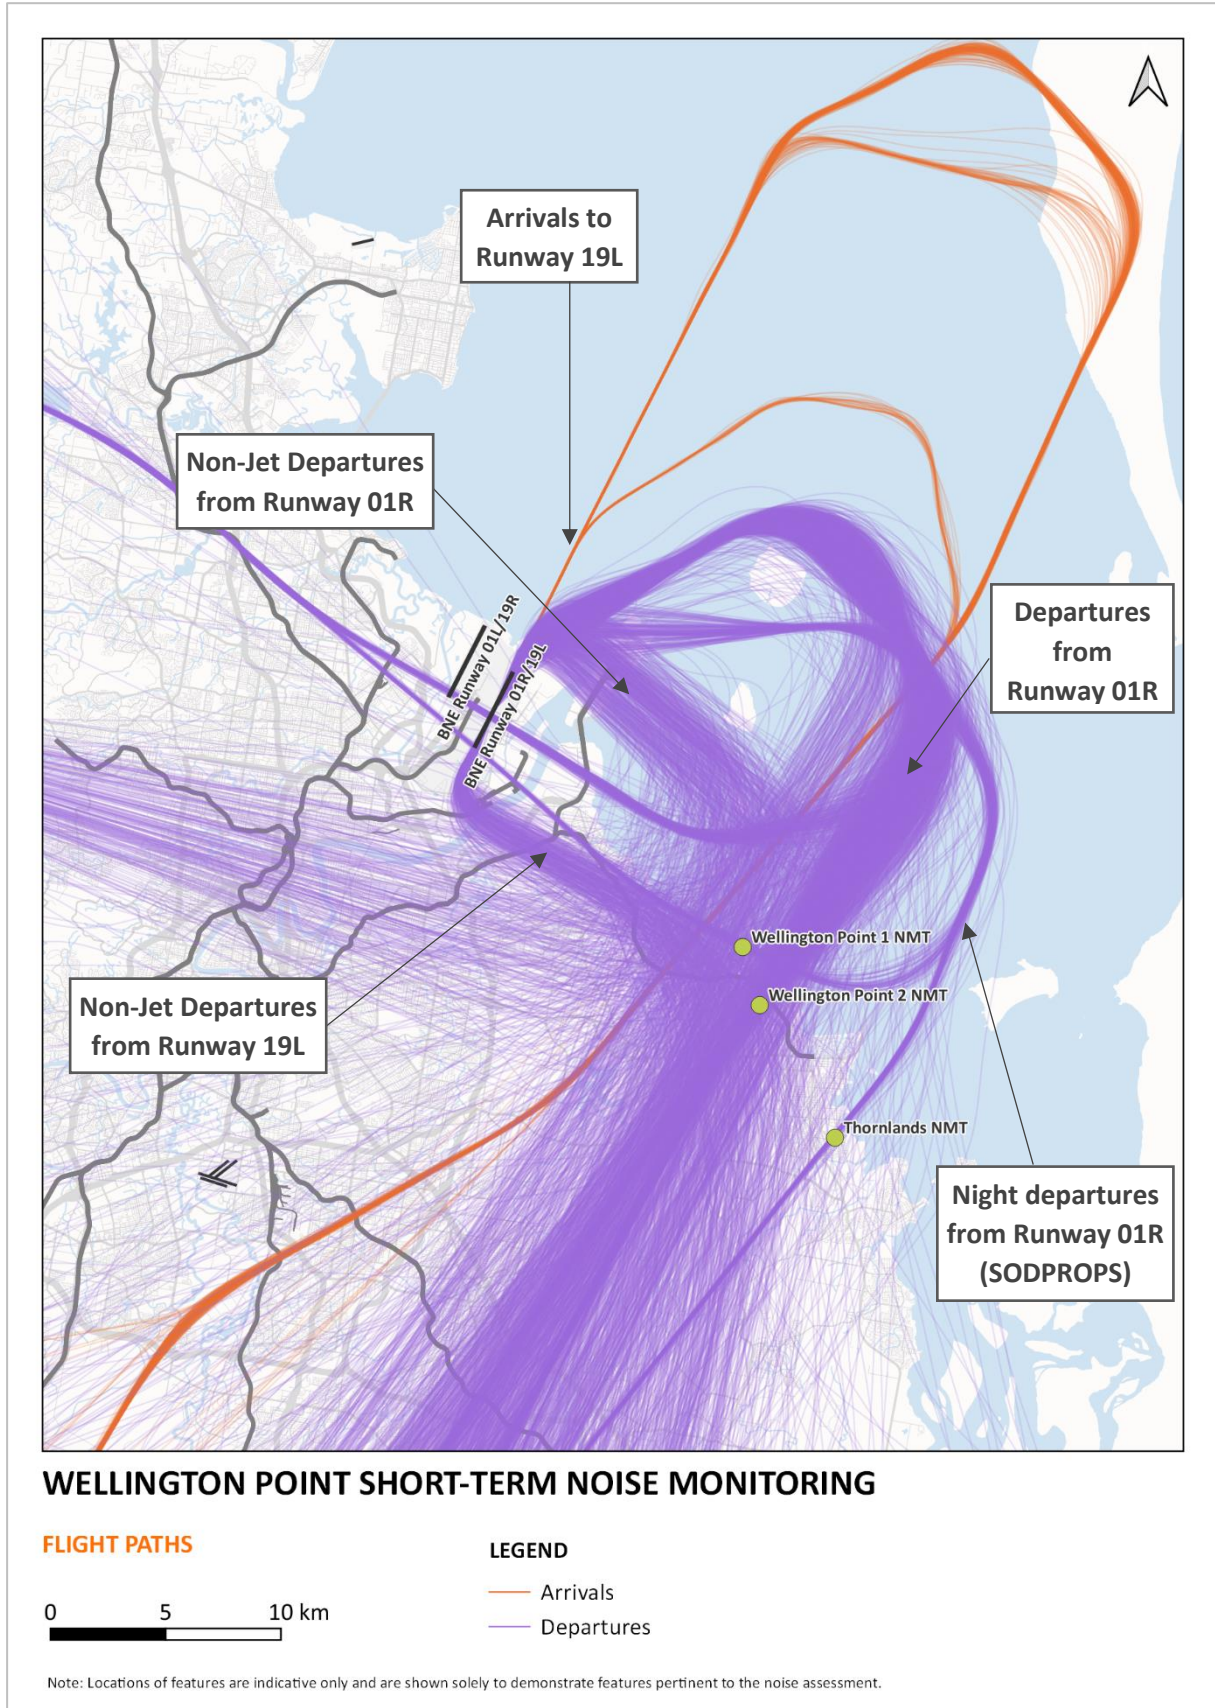 Arrivals to
Runway 19L
Non-Jet Departures
from Runway 01R
BNE Runway 01L/19R
BNE Runway 01R/19L
Departures
from
Runway 01R
Wellington Point 1 NMT
Wellington Point 2 NMT
Non-Jet Departures
from Runway 19L
Thornlands NMT
Night departures
from Runway 01R
(SODPROPS)
WELLINGTON POINT SHORT-TERM NOISE MONITORING
FLIGHT PATHS
LEGEND
Arrivals
Departures
0 5 10 km
Note: Locations of features are indicative only and are shown solely to demonstrate features pertinent to the noise assessment.